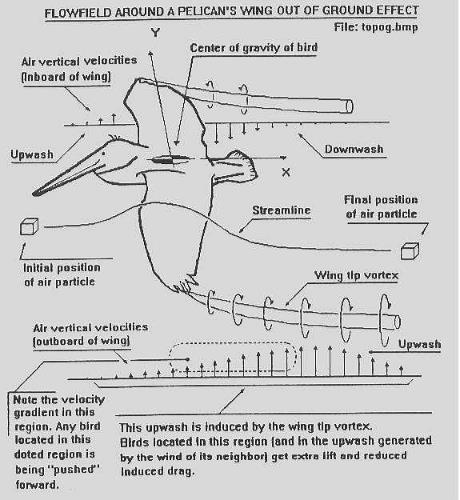 FLOWFIELD AROUND A PELICAN'S WING OUT OF GROUND EFFECT
File: topog.bmp
Y
Center of gravity of bird
Air vertical velocities
(Inboard of wing)
Upwash
Downwash
X
Final position
of air particle
Streamline
Initial position
of air particle
Wing tip vortex
Air vertical velocities
(outboard of wing)
Upwash
Note the velocity
gradient in this
region. Any bird
located in this
doted region is
being "pushed"
forward.
This upwash is induced by the wing tip vortex.
Birds located in this region (and in the upwash generated
by the wind of its neighbor) get extra lift and reduced
induced drag.